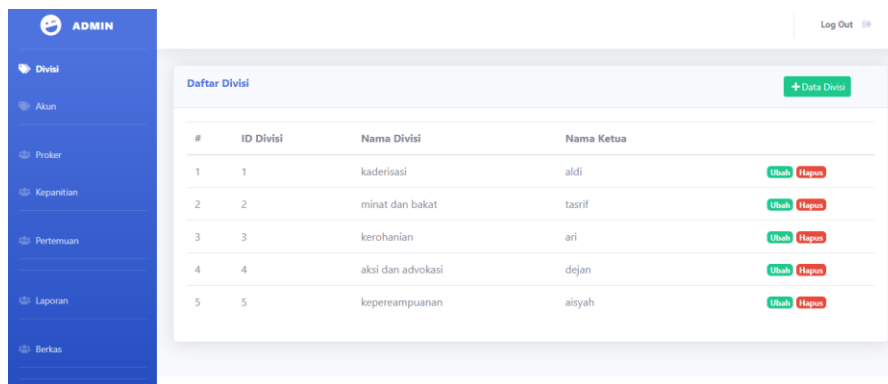 ADMIN
Log Out
Divisi
Akun
Proker
Kepanitian
Pertemuan
Laporan
Berkas
Daftar Divisi
+ Data Divisi
# ID Divisi Nama Divisi Nama Ketua
1 1 kaderisasi aldi Ubah Hapus
2 2 minat dan bakat tasrif Ubah Hapus
3 3 kerohanian ari Ubah Hapus
4 4 aksi dan advokasi dejan Ubah Hapus
5 5 kepereampuanan aisyah Ubah Hapus